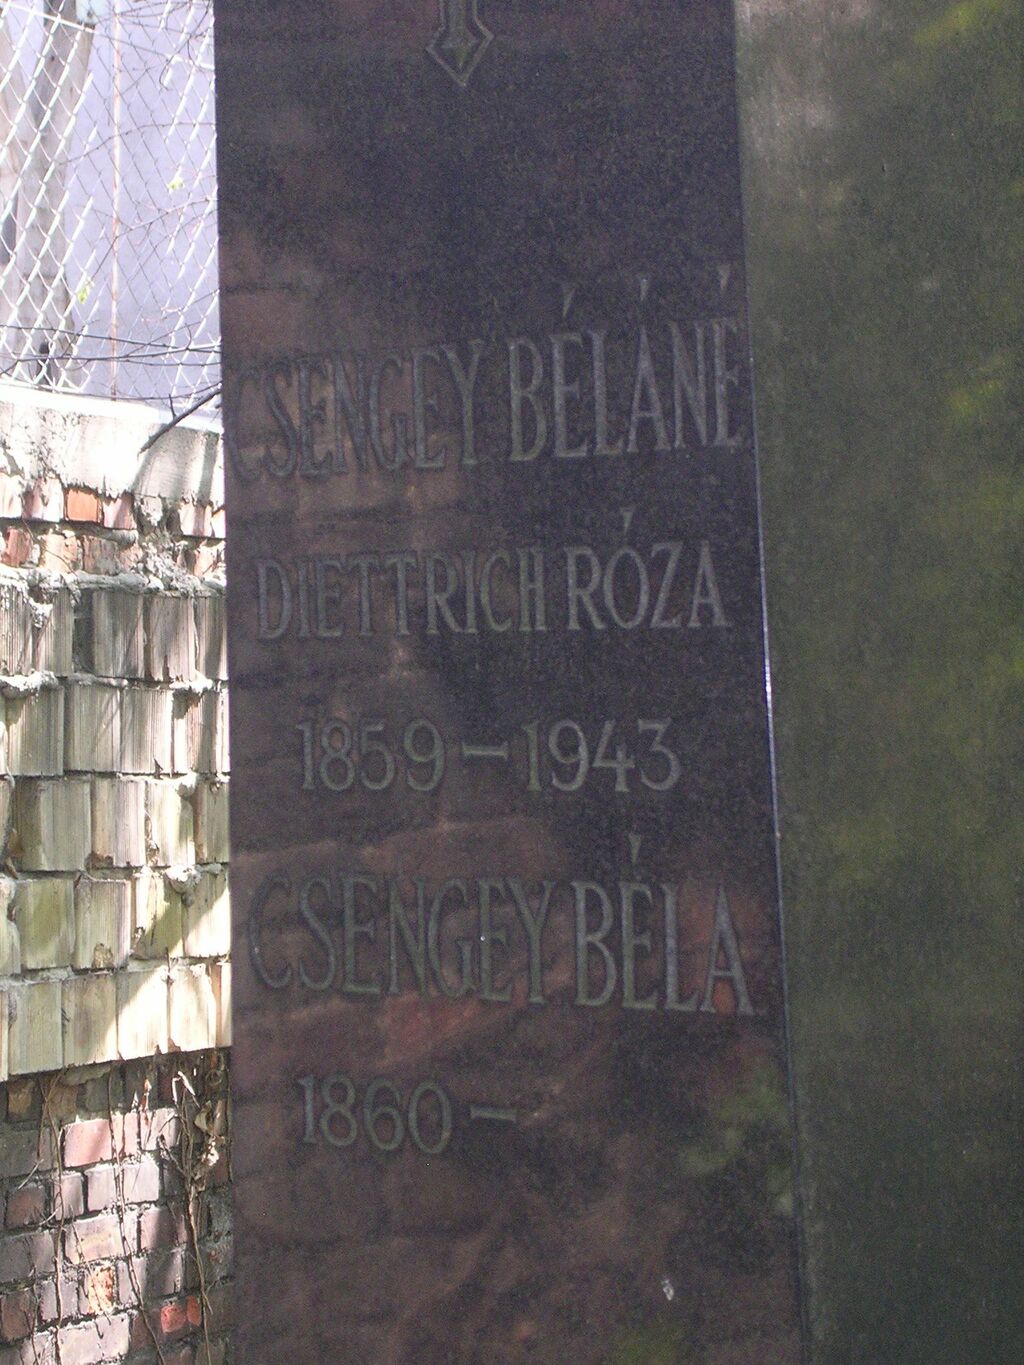 CSENGEY BÉLÁNÉ
DIETTRICH RÓZA
1859 – 1943
CSENGEY BÉLA
1860 –